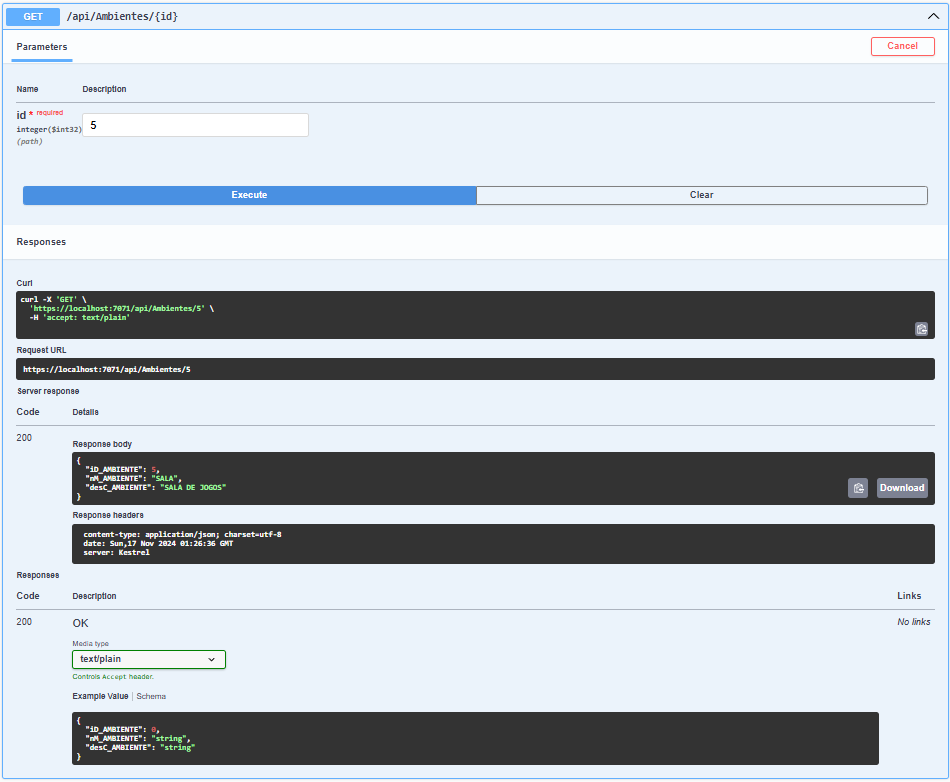 GET /api/Ambientes/{id}
Parameters
Cancel
Name Description
id * required
integer($int32)
(path)
5
Execute
Clear
Responses
Curl
curl -X 'GET' \
'https://localhost:7071/api/Ambientes/5' \
-H 'accept: text/plain'
Request URL
https://localhost:7071/api/Ambientes/5
Server response
Code Details
200
Response body
{
"iD_AMBIENTE": 5,
"nM_AMBIENTE": "SALA",
"desC_AMBIENTE": "SALA DE JOGOS"
}
Download
Response headers
content-type: application/json; charset=utf-8
date: Sun,17 Nov 2024 01:26:36 GMT
server: Kestrel
Responses
Code Description Links
200 OK No links
Media type
text/plain
Controls Accept header.
Example Value | Schema
{
"iD_AMBIENTE": 0,
"nM_AMBIENTE": "string",
"desC_AMBIENTE": "string"
}